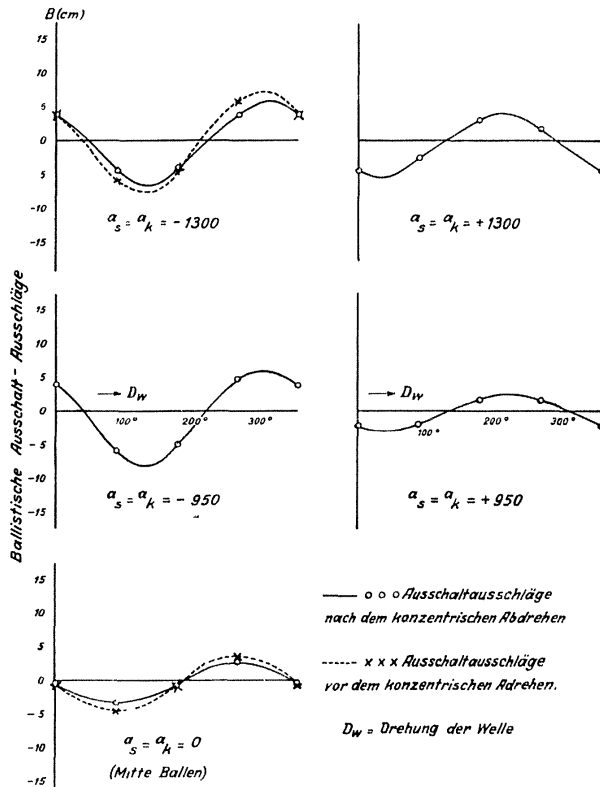 B (cm)
15
10
5
0
5
-10
-15
a_s = a_k = -1300
a_s = a_k = +1300
Ballistische Ausschalt-Ausschläge
15
10
5
0
-5
-10
-15
→ D_w
100° 200° 300°
a_s = a_k = -950
→ D_w
100° 200° 300°
a_s = a_k = +950
15
10
5
0
-5
-10
-15
a_s = a_k = 0
(Mitte Ballen)
—— o o o Ausschaltausschläge
nach dem konzentrischen Abdrehen
----- x x x Ausschaltausschläge
vor dem konzentrischen Adrehen.
D_w = Drehung der Welle